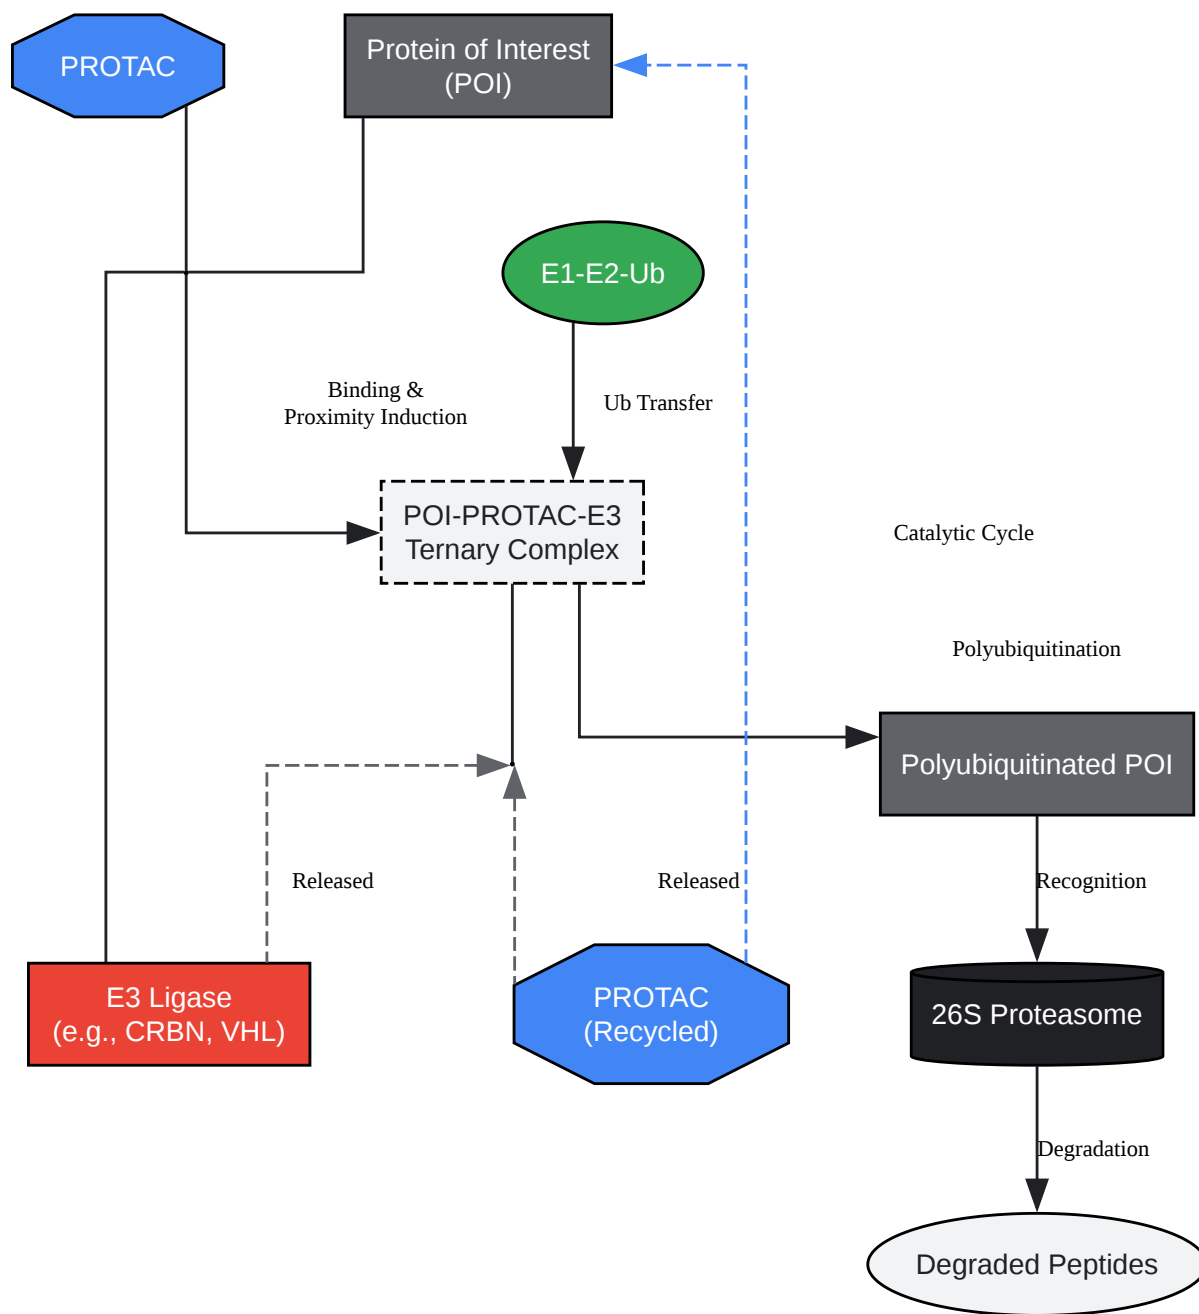 PROTAC
Protein of Interest
(POI)
E1-E2-Ub
Binding &
Proximity Induction
Ub Transfer
POI-PROTAC-E3
Ternary Complex
Catalytic Cycle
Polyubiquitination
Polyubiquitinated POI
Released
Released
Recognition
E3 Ligase
(e.g., CRBN, VHL)
PROTAC
(Recycled)
26S Proteasome
Degradation
Degraded Peptides